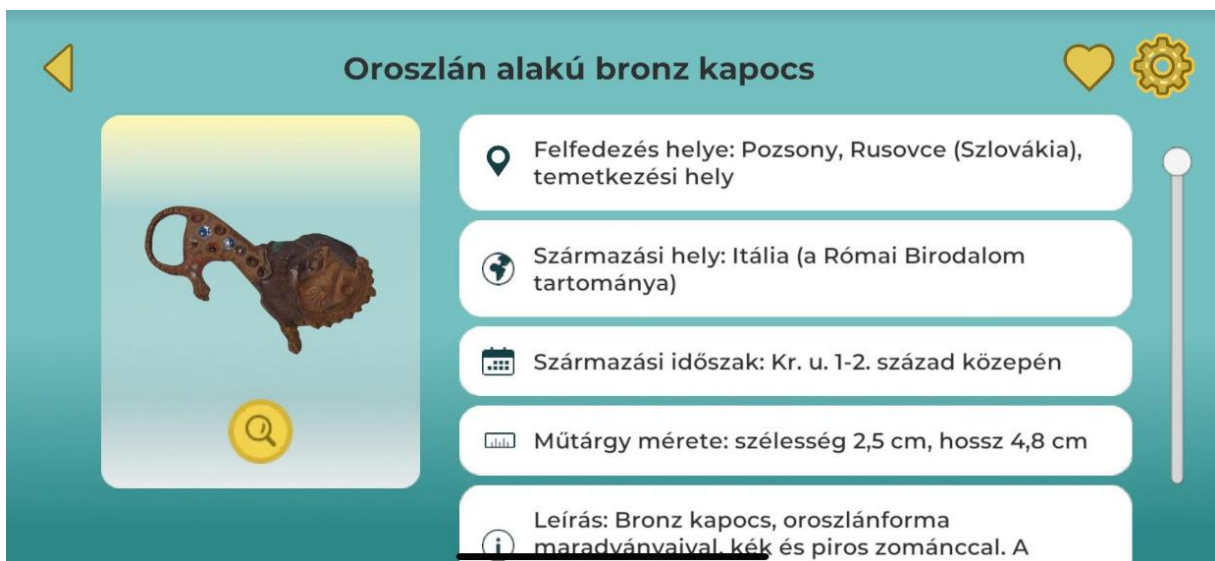 Oroszlán alakú bronz kapocs
Felfedezés helye: Pozsony, Rusovce (Szlovákia),
temetkezési hely
Származási hely: Itália (a Római Birodalom
tartománya)
Származási időszak: Kr. u. 1-2. század közepén
Műtárgy mérete: szélesség 2,5 cm, hossz 4,8 cm
Leírás: Bronz kapocs, oroszlánforma
maradványaival, kék és piros zománccal. A